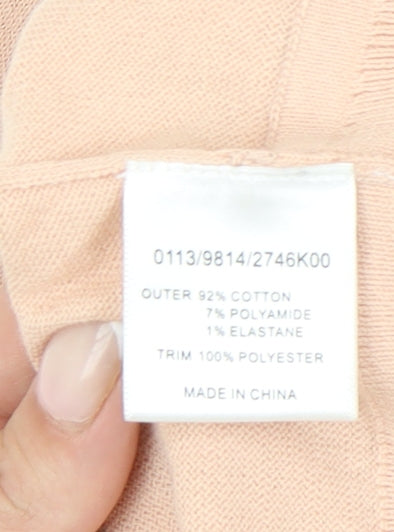 0113/9814/2746K00
OUTER 92% COTTON
7% POLYAMIDE
1% ELASTANE
TRIM 100% POLYESTER
MADE IN CHINA